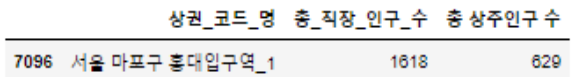 상권_코드_명 총_직장_인구_수 총 상주인구 수
7096 서울 마포구 홍대입구역_1 1618 629